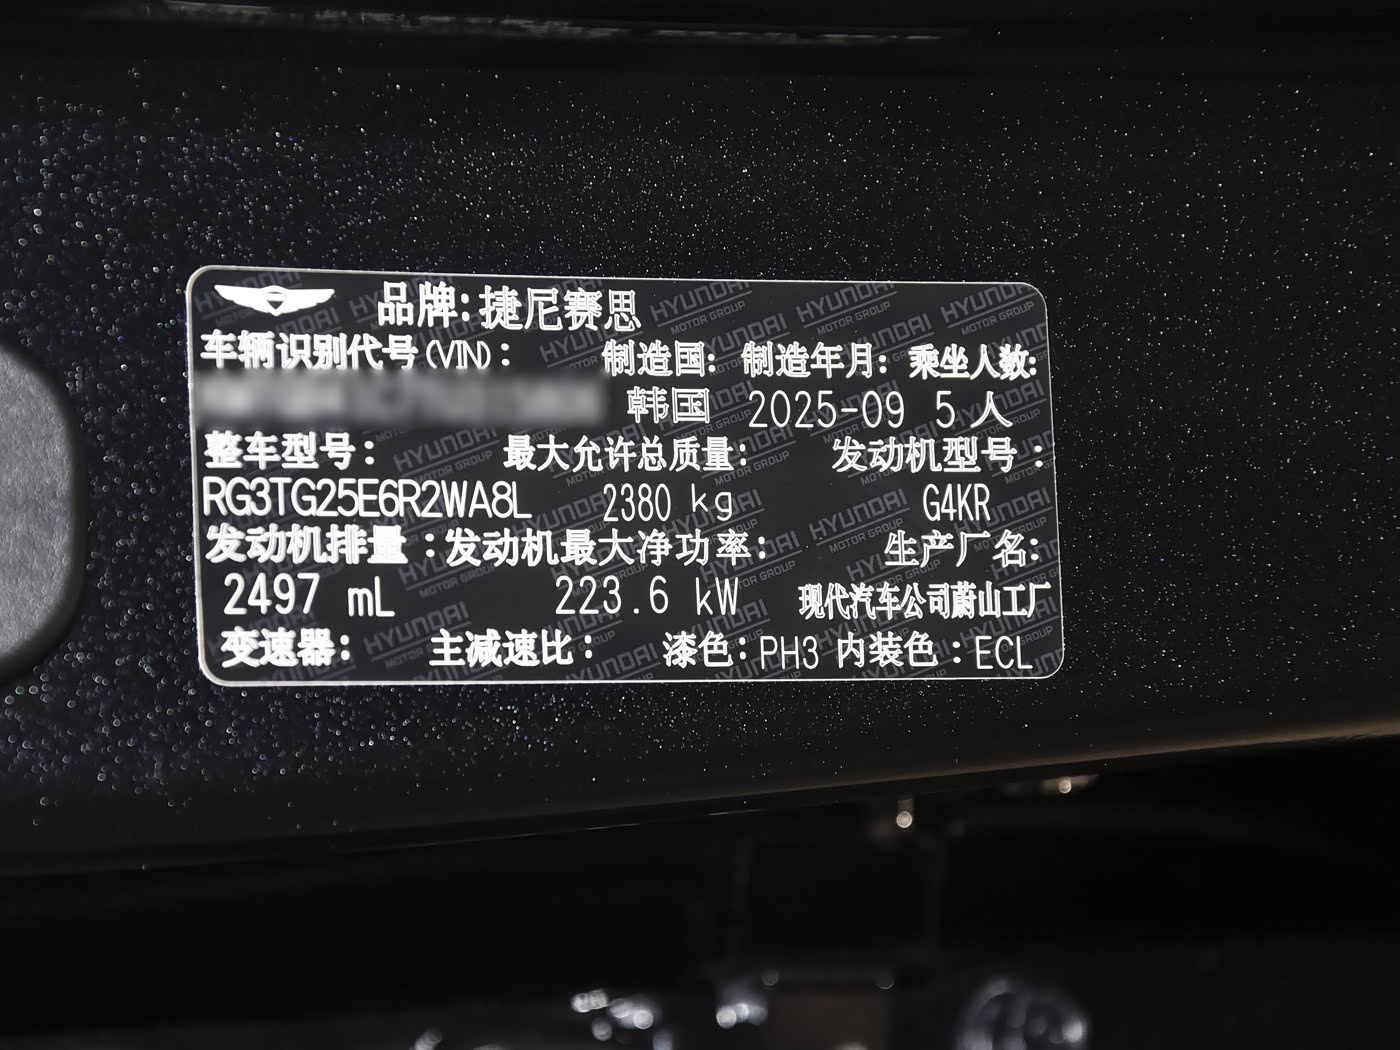 品牌:捷尼赛思
车辆识别代号(VIN): 制造国: 制造年月: 乘坐人数:
韩国 2025-09 5人
整车型号: 最大允许总质量: 发动机型号:
RG3TG25E6R2WA8L 2380 kg G4KR
发动机排量:发动机最大净功率: 生产厂名:
2497 mL 223.6 kW 现代汽车公司蔚山工厂
变速器: 主减速比: 漆色:PH3 内装色:ECL
HYUNDAI
MOTOR GROUP